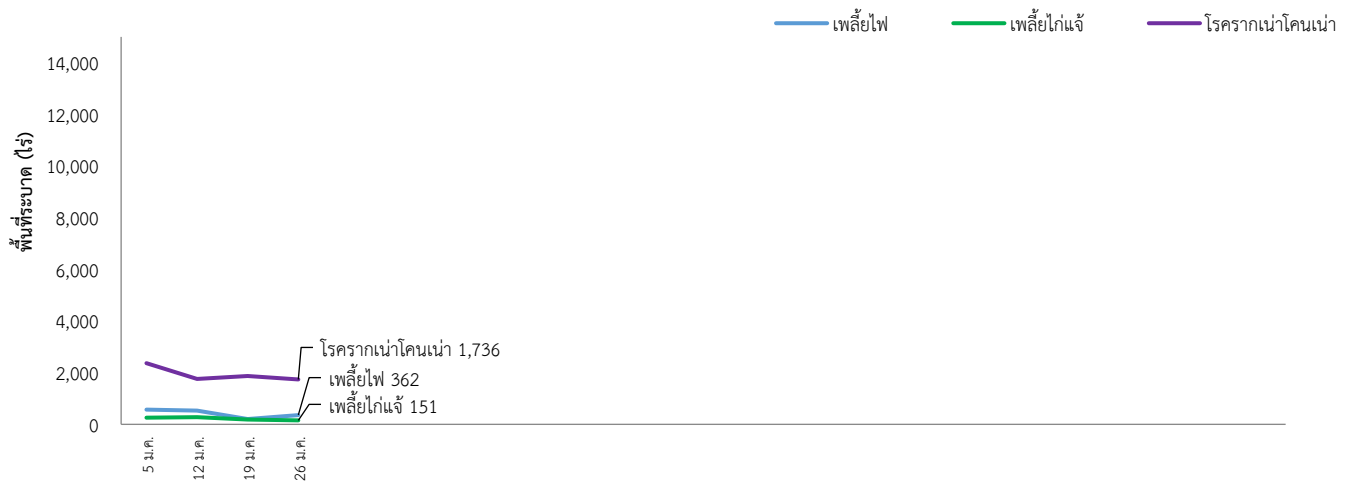 เพลี้ยไฟ เพลี้ยไก่แจ้ โรครากเน่าโคนเน่า
พื้นที่ระบาด (ไร่)
14,000
12,000
10,000
8,000
6,000
4,000
2,000
0
โรครากเน่าโคนเน่า 1,736
เพลี้ยไฟ 362
เพลี้ยไก่แจ้ 151
5 ม.ค.
12 ม.ค.
19 ม.ค.
26 ม.ค.